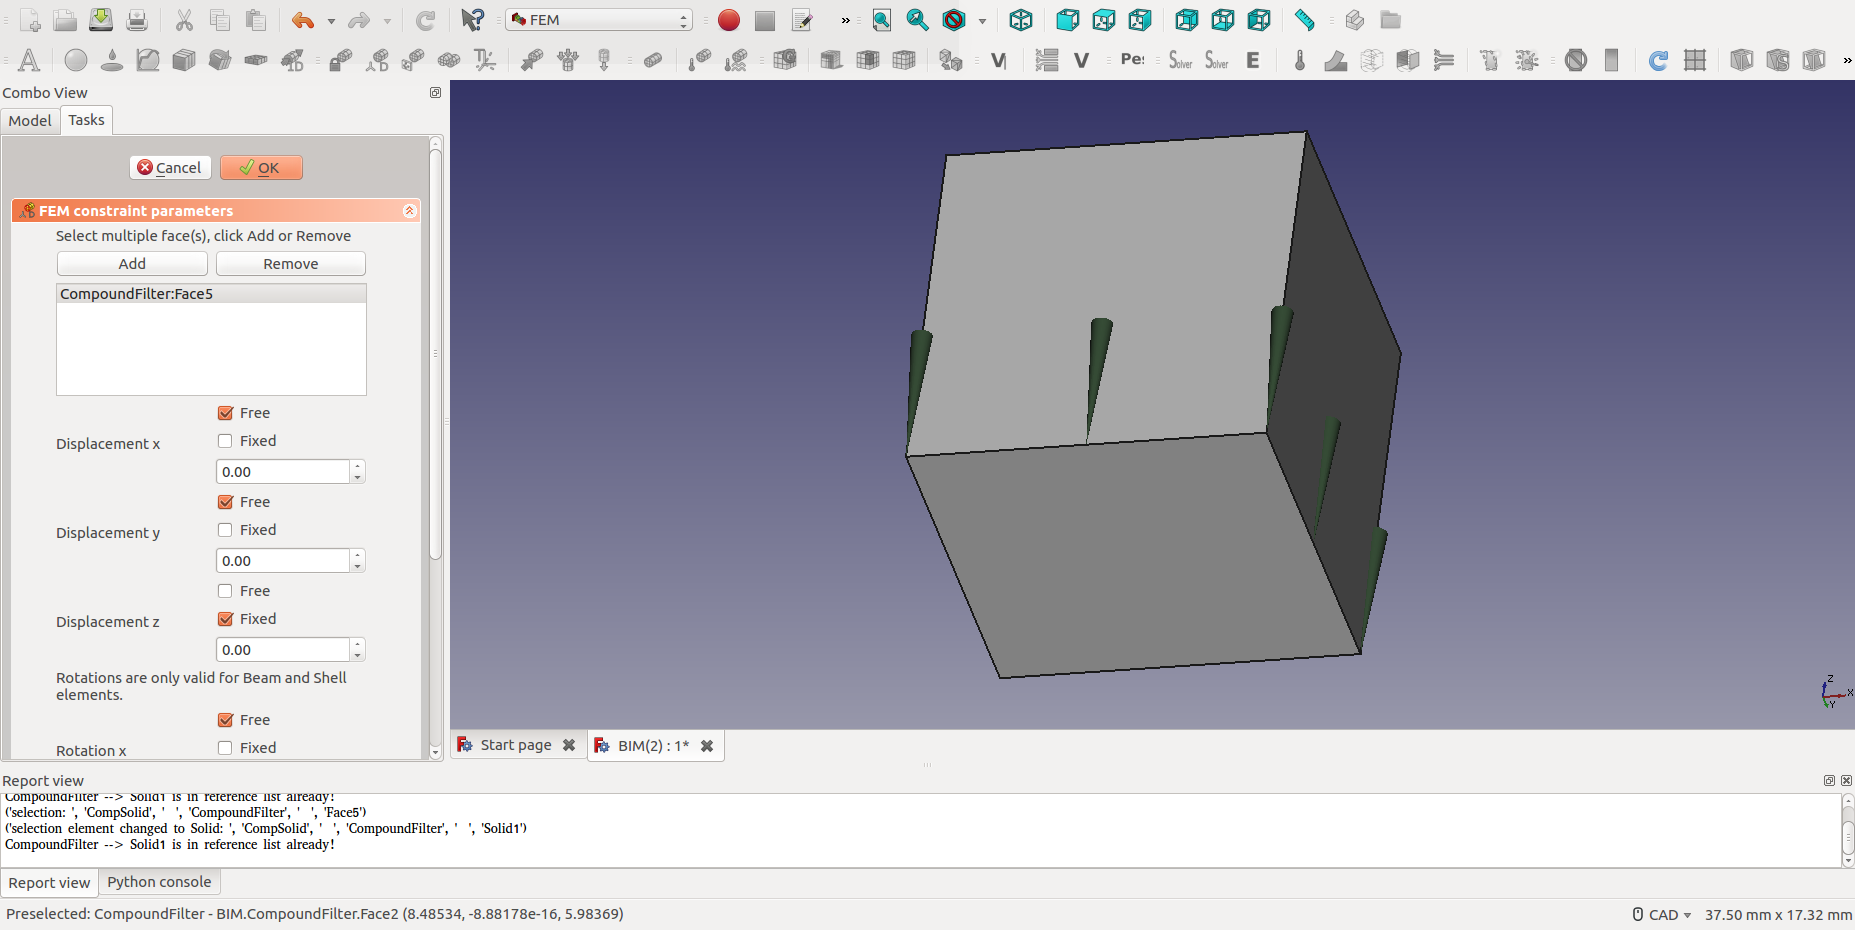 FEM
»
A
V
V
Pe:
Solver
Solver
E
»
Combo View
Model
Tasks
Cancel
OK
FEM constraint parameters
Select multiple face(s), click Add or Remove
Add
Remove
CompoundFilter:Face5
Free
Displacement x
Fixed
0.00
Free
Displacement y
Fixed
0.00
Free
Displacement z
Fixed
0.00
Rotations are only valid for Beam and Shell
elements.
Free
Rotation x
Fixed
Z
X
Y
Start page
BIM(2) : 1*
Report view
CompoundFilter --> Solid1 is in reference list already!
('selection: ', 'CompSolid', ' ', 'CompoundFilter', ' ', 'Face5')
('selection element changed to Solid: ', 'CompSolid', ' ', 'CompoundFilter', ' ', 'Solid1')
CompoundFilter --> Solid1 is in reference list already!
Report view
Python console
Preselected: CompoundFilter - BIM.CompoundFilter.Face2 (8.48534, -8.88178e-16, 5.98369)
CAD
37.50 mm x 17.32 mm